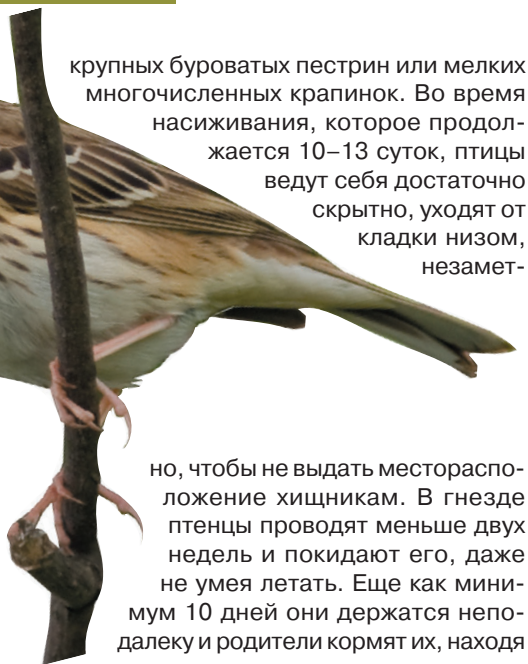 крупных буроватых пестрин или мелких
многочисленных крапинок. Во время
насиживания, которое продол-
жается 10–13 суток, птицы
ведут себя достаточно
скрытно, уходят от
кладки низом,
незамет-
но, чтобы не выдать месторaспо-
ложение хищникам. В гнезде
птенцы проводят меньше двух
недель и покидают его, даже
не умея летать. Еще как мини-
мум 10 дней они держатся непо-
далеку и родители кормят их, находя